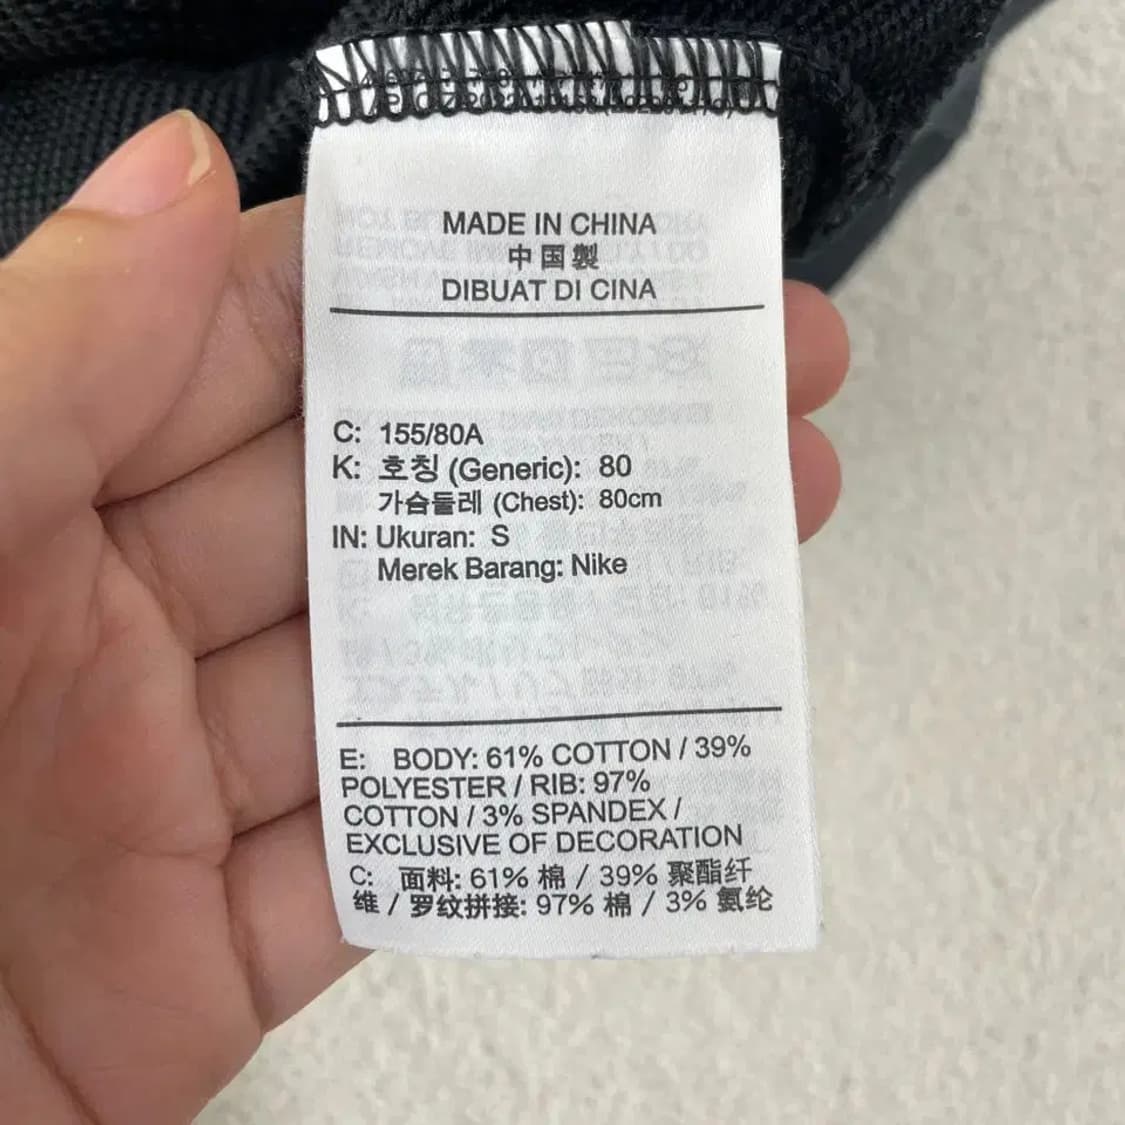 MADE IN CHINA
中国製
DIBUAT DI CINA
C: 155/80A
K: 호칭 (Generic): 80
가슴둘레 (Chest): 80cm
IN: Ukuran: S
Merek Barang: Nike
E: BODY: 61% COTTON / 39%
POLYESTER / RIB: 97%
COTTON / 3% SPANDEX /
EXCLUSIVE OF DECORATION
C: 面料: 61% 棉 / 39% 聚酯纤
维 / 罗纹拼接: 97% 棉 / 3% 氨纶